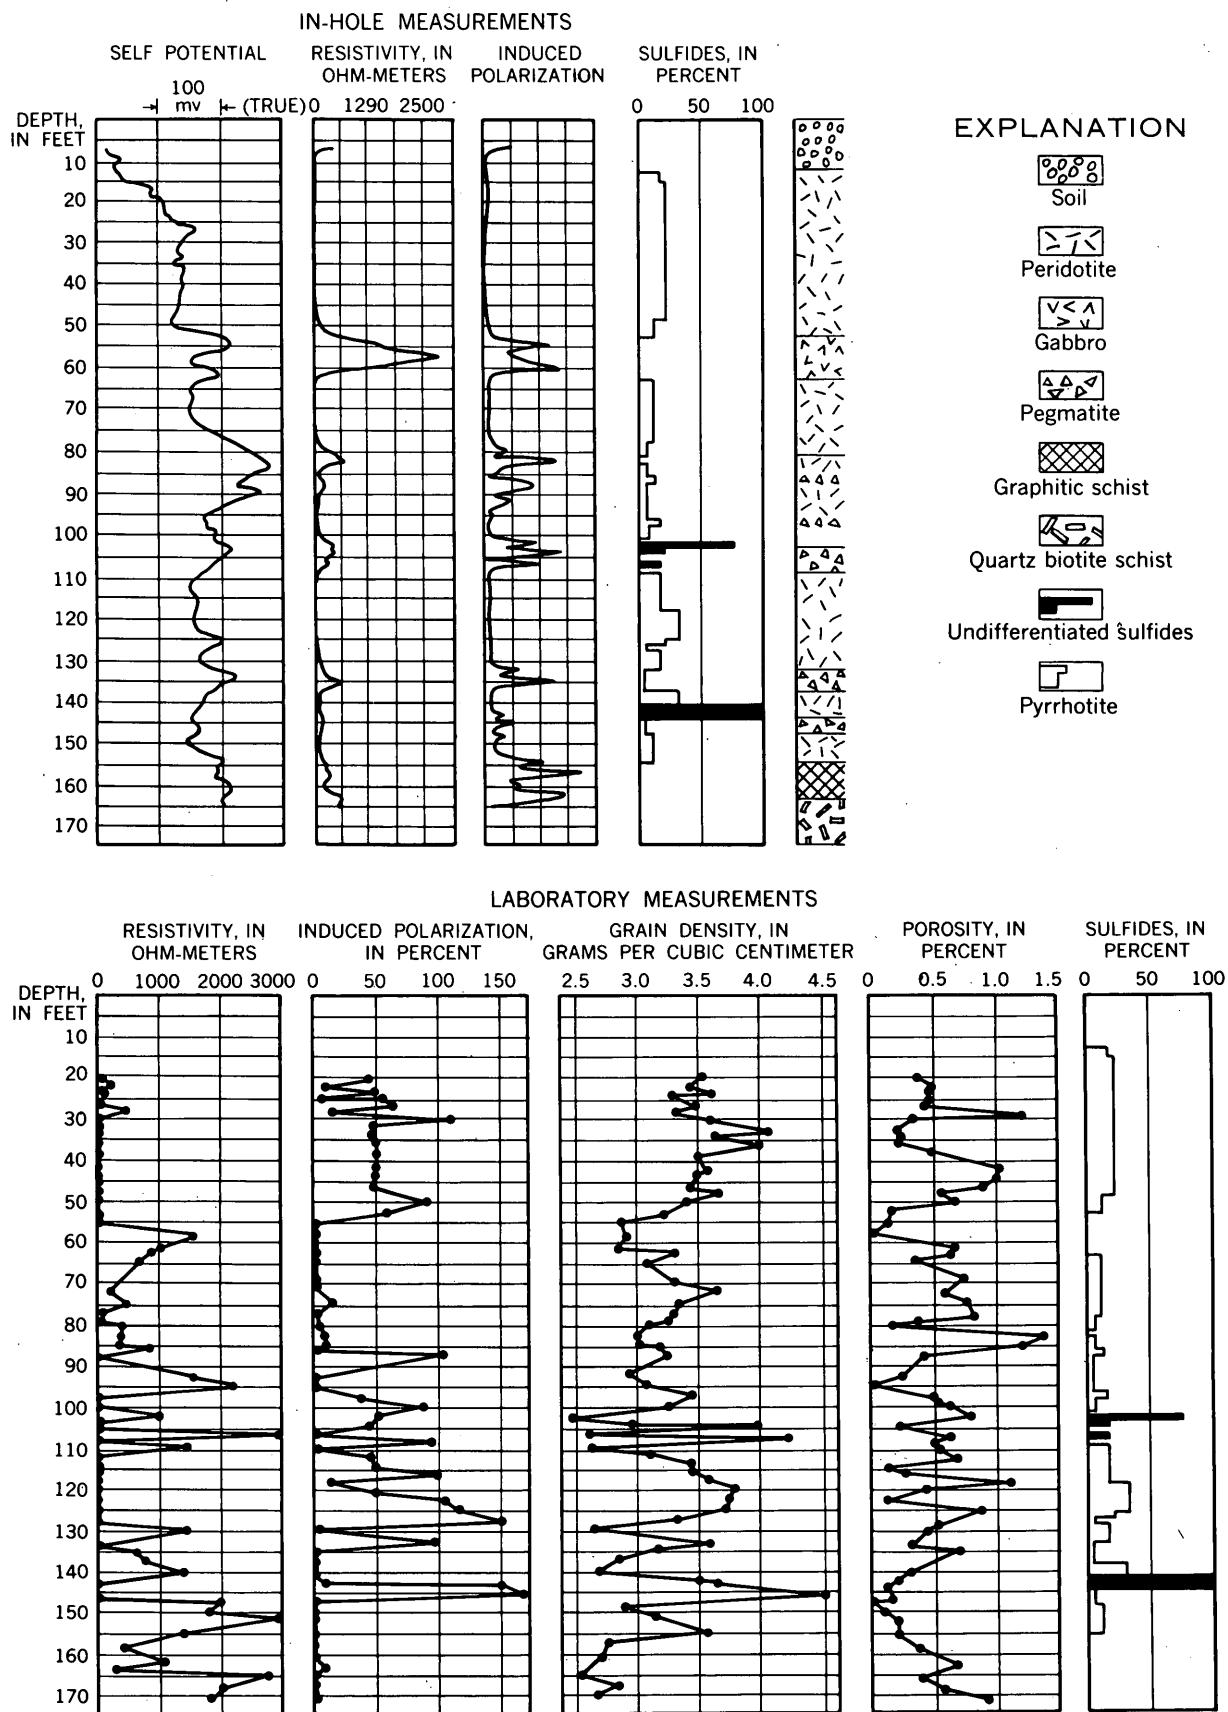 IN-HOLE MEASUREMENTS
SELF POTENTIAL
RESISTIVITY, IN
OHM-METERS
INDUCED
POLARIZATION
SULFIDES, IN
PERCENT
100
mv
(TRUE)
0 1290 2500
0 50 100
DEPTH,
IN FEET
10
20
30
40
50
60
70
80
90
100
110
120
130
140
150
160
170
EXPLANATION
Soil
Peridotite
Gabbro
Pegmatite
Graphitic schist
Quartz biotite schist
Undifferentiated sulfides
Pyrrhotite
LABORATORY MEASUREMENTS
RESISTIVITY, IN
OHM-METERS
INDUCED POLARIZATION,
IN PERCENT
GRAIN DENSITY, IN
GRAMS PER CUBIC CENTIMETER
POROSITY, IN
PERCENT
SULFIDES, IN
PERCENT
0 1000 2000 3000
0 50 100 150
2.5 3.0 3.5 4.0 4.5
0 0.5 1.0 1.5
0 50 100
DEPTH,
IN FEET
10
20
30
40
50
60
70
80
90
100
110
120
130
140
150
160
170